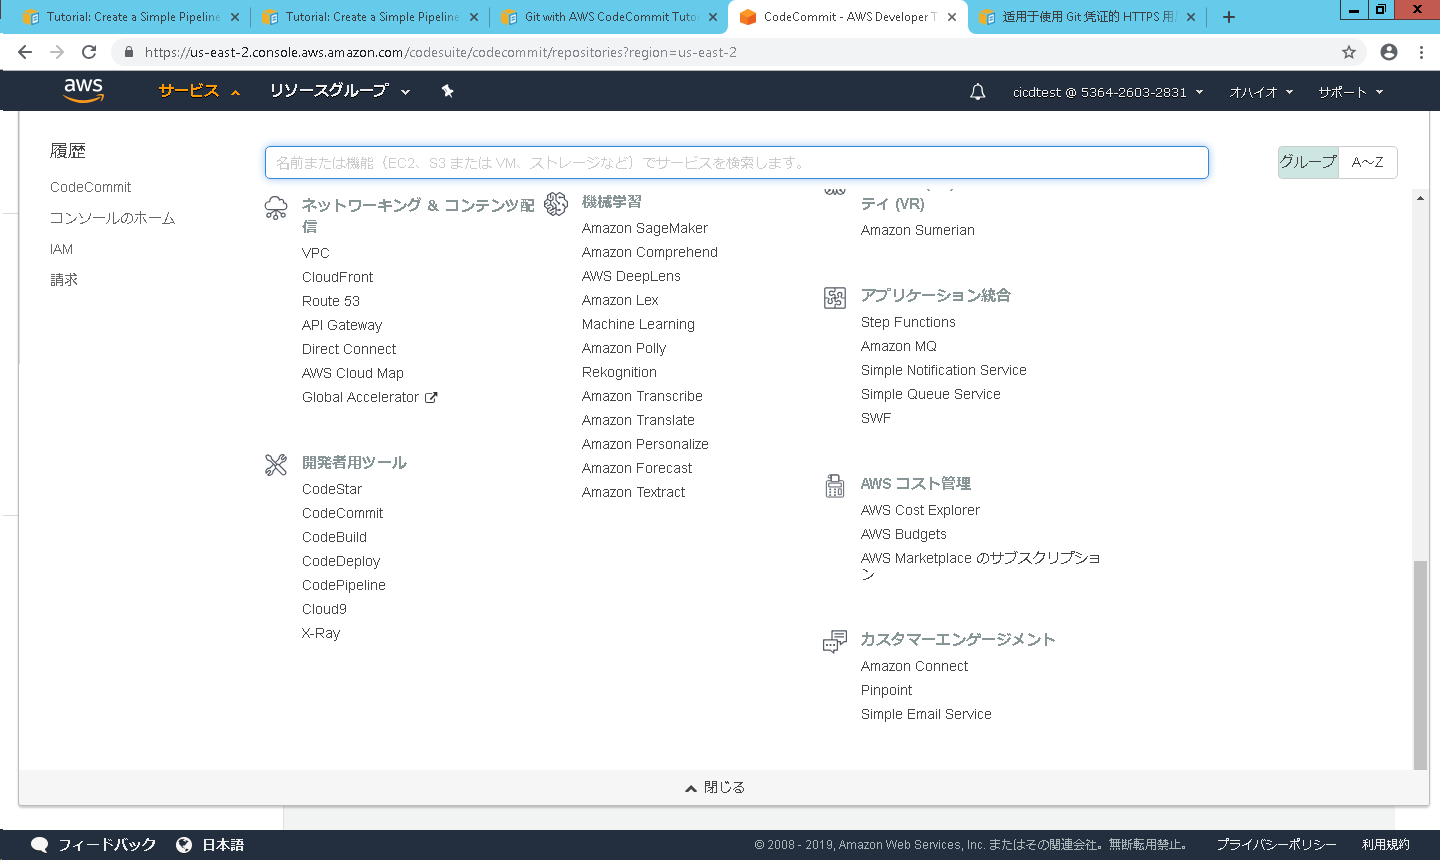 Tutorial: Create a Simple Pipeline
Tutorial: Create a Simple Pipeline
Git with AWS CodeCommit Tuto
CodeCommit - AWS Developer T
适用于使用 Git 凭证的 HTTPS 用
https://us-east-2.console.aws.amazon.com/codesuite/codecommit/repositories?region=us-east-2
aws
サービス
リソースグループ
cicdtest @ 5364-2603-2831
オハイオ
サポート
履歴
CodeCommit
コンソールのホーム
IAM
請求
名前または機能（EC2、S3 または VM、ストレージなど）でサービスを検索します。
グループ
A～Z
ネットワーキング & コンテンツ配
信
VPC
CloudFront
Route 53
API Gateway
Direct Connect
AWS Cloud Map
Global Accelerator
開発者用ツール
CodeStar
CodeCommit
CodeBuild
CodeDeploy
CodePipeline
Cloud9
X-Ray
機械学習
Amazon SageMaker
Amazon Comprehend
AWS DeepLens
Amazon Lex
Machine Learning
Amazon Polly
Rekognition
Amazon Transcribe
Amazon Translate
Amazon Personalize
Amazon Forecast
Amazon Textract
ティ (VR)
Amazon Sumerian
アプリケーション統合
Step Functions
Amazon MQ
Simple Notification Service
Simple Queue Service
SWF
AWS コスト管理
AWS Cost Explorer
AWS Budgets
AWS Marketplace のサブスクリプショ
ン
カスタマーエンゲージメント
Amazon Connect
Pinpoint
Simple Email Service
閉じる
フィードバック
日本語
© 2008 - 2019, Amazon Web Services, Inc. またはその関連会社。無断転用禁止。
プライバシーポリシー
利用規約